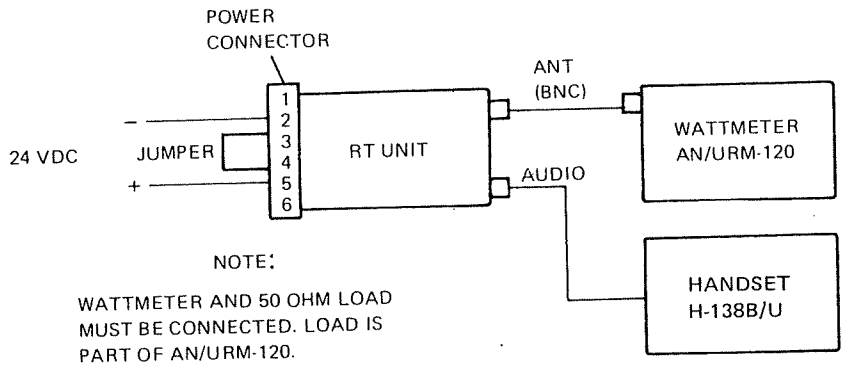 POWER
CONNECTOR
ANT
(BNC)
1
2
3
4
5
6
-
24 VDC
+
JUMPER
RT UNIT
WATTMETER
AN/URM-120
AUDIO
HANDSET
H-138B/U
NOTE:
WATTMETER AND 50 OHM LOAD
MUST BE CONNECTED. LOAD IS
PART OF AN/URM-120.